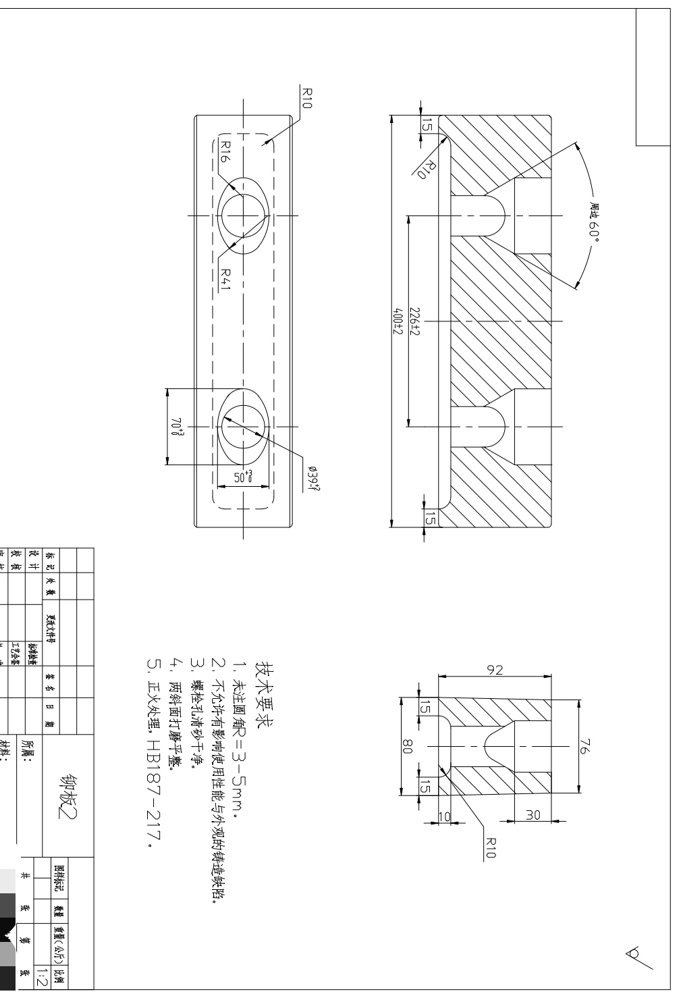 周边60°
15
R10
226±2
400±2
15
R10
R16
R41
70+3 0
50+3 0
Ø39+2 -1
92
76
15
80
15
10
30
R10
技术要求
1. 未注圆角R=3-5mm。
2. 不允许有影响使用性能与外观的铸造缺陷。
3. 螺栓孔清砂干净。
4. 两斜面打磨平整。
5. 正火处理，HB187-217。
标记 处数 更改文件号 签名 日期
设计 标准检查
校核 工艺会签
铆板2
所属：
材料：
图样标记 数量 重量(公斤) 比例
1:2
共 张 第 张